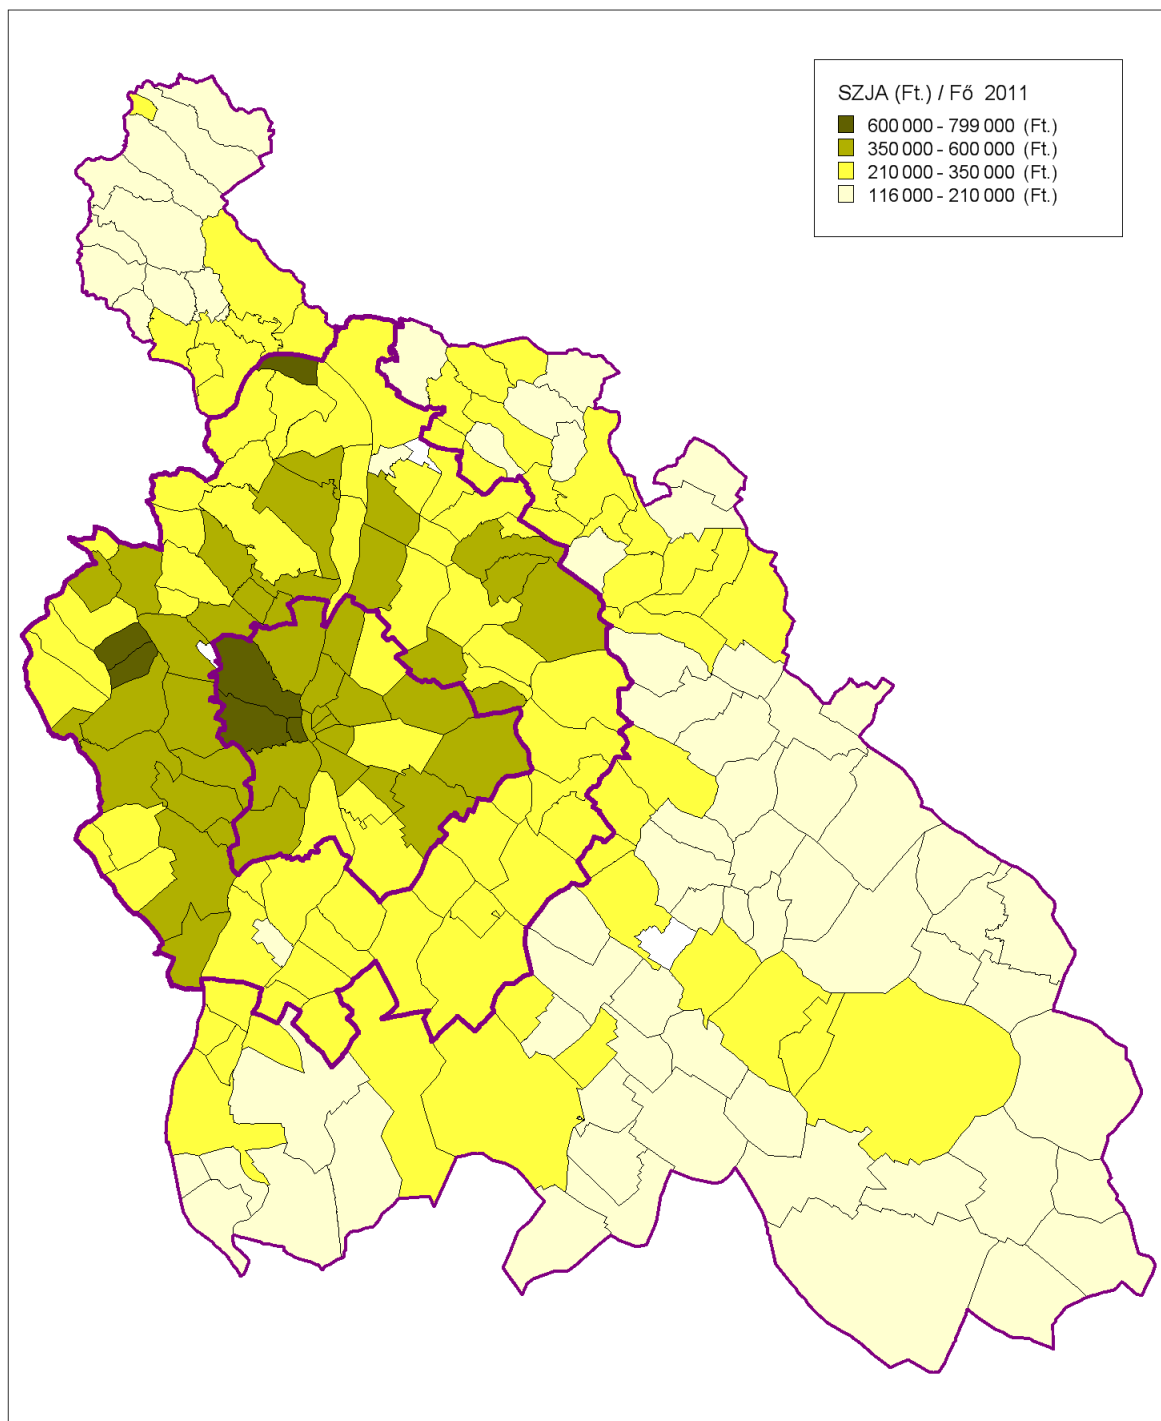 SZJA (Ft.) / Fő 2011
600 000 - 799 000 (Ft.)
350 000 - 600 000 (Ft.)
210 000 - 350 000 (Ft.)
116 000 - 210 000 (Ft.)